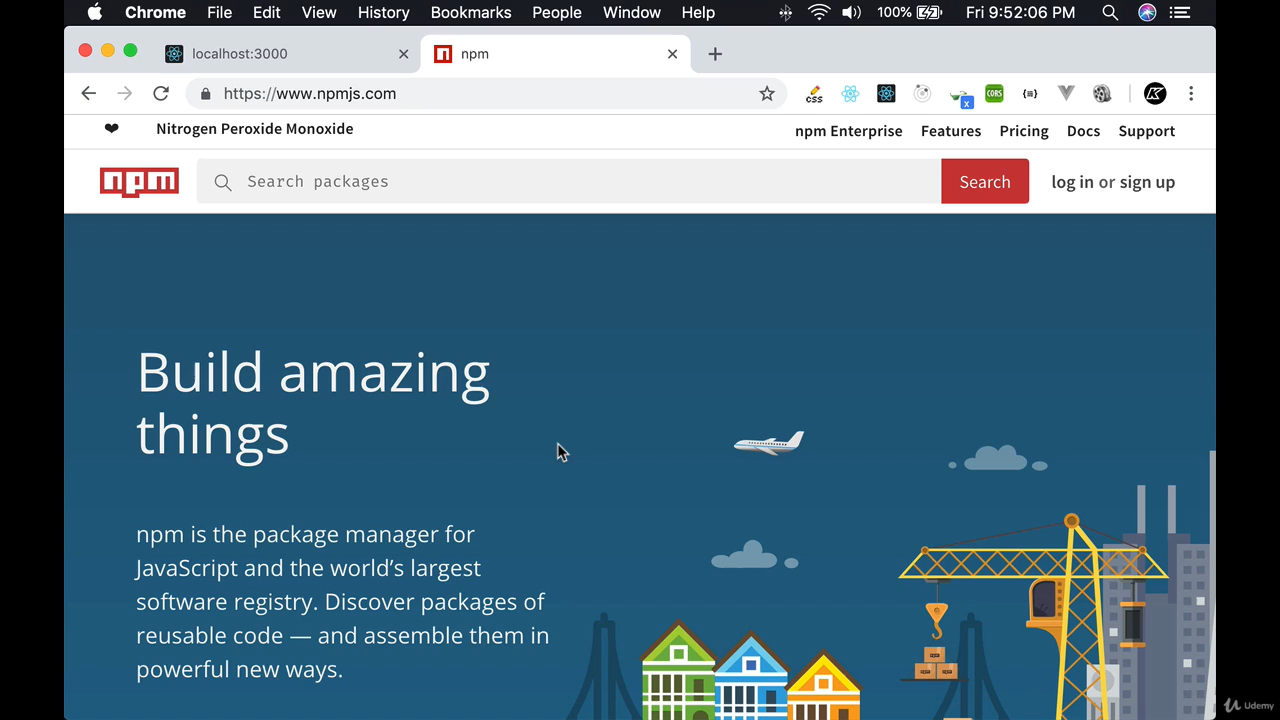 Chrome File Edit View History Bookmarks People Window Help 100% Fri 9:52:06 PM
localhost:3000 npm
https://www.npmjs.com css CORS {≡} x
Nitrogen Peroxide Monoxide npm Enterprise Features Pricing Docs Support
npm Search packages Search log in or sign up
Build amazing
things
npm is the package manager for
JavaScript and the world’s largest
software registry. Discover packages of
reusable code — and assemble them in
powerful new ways.
Udemy